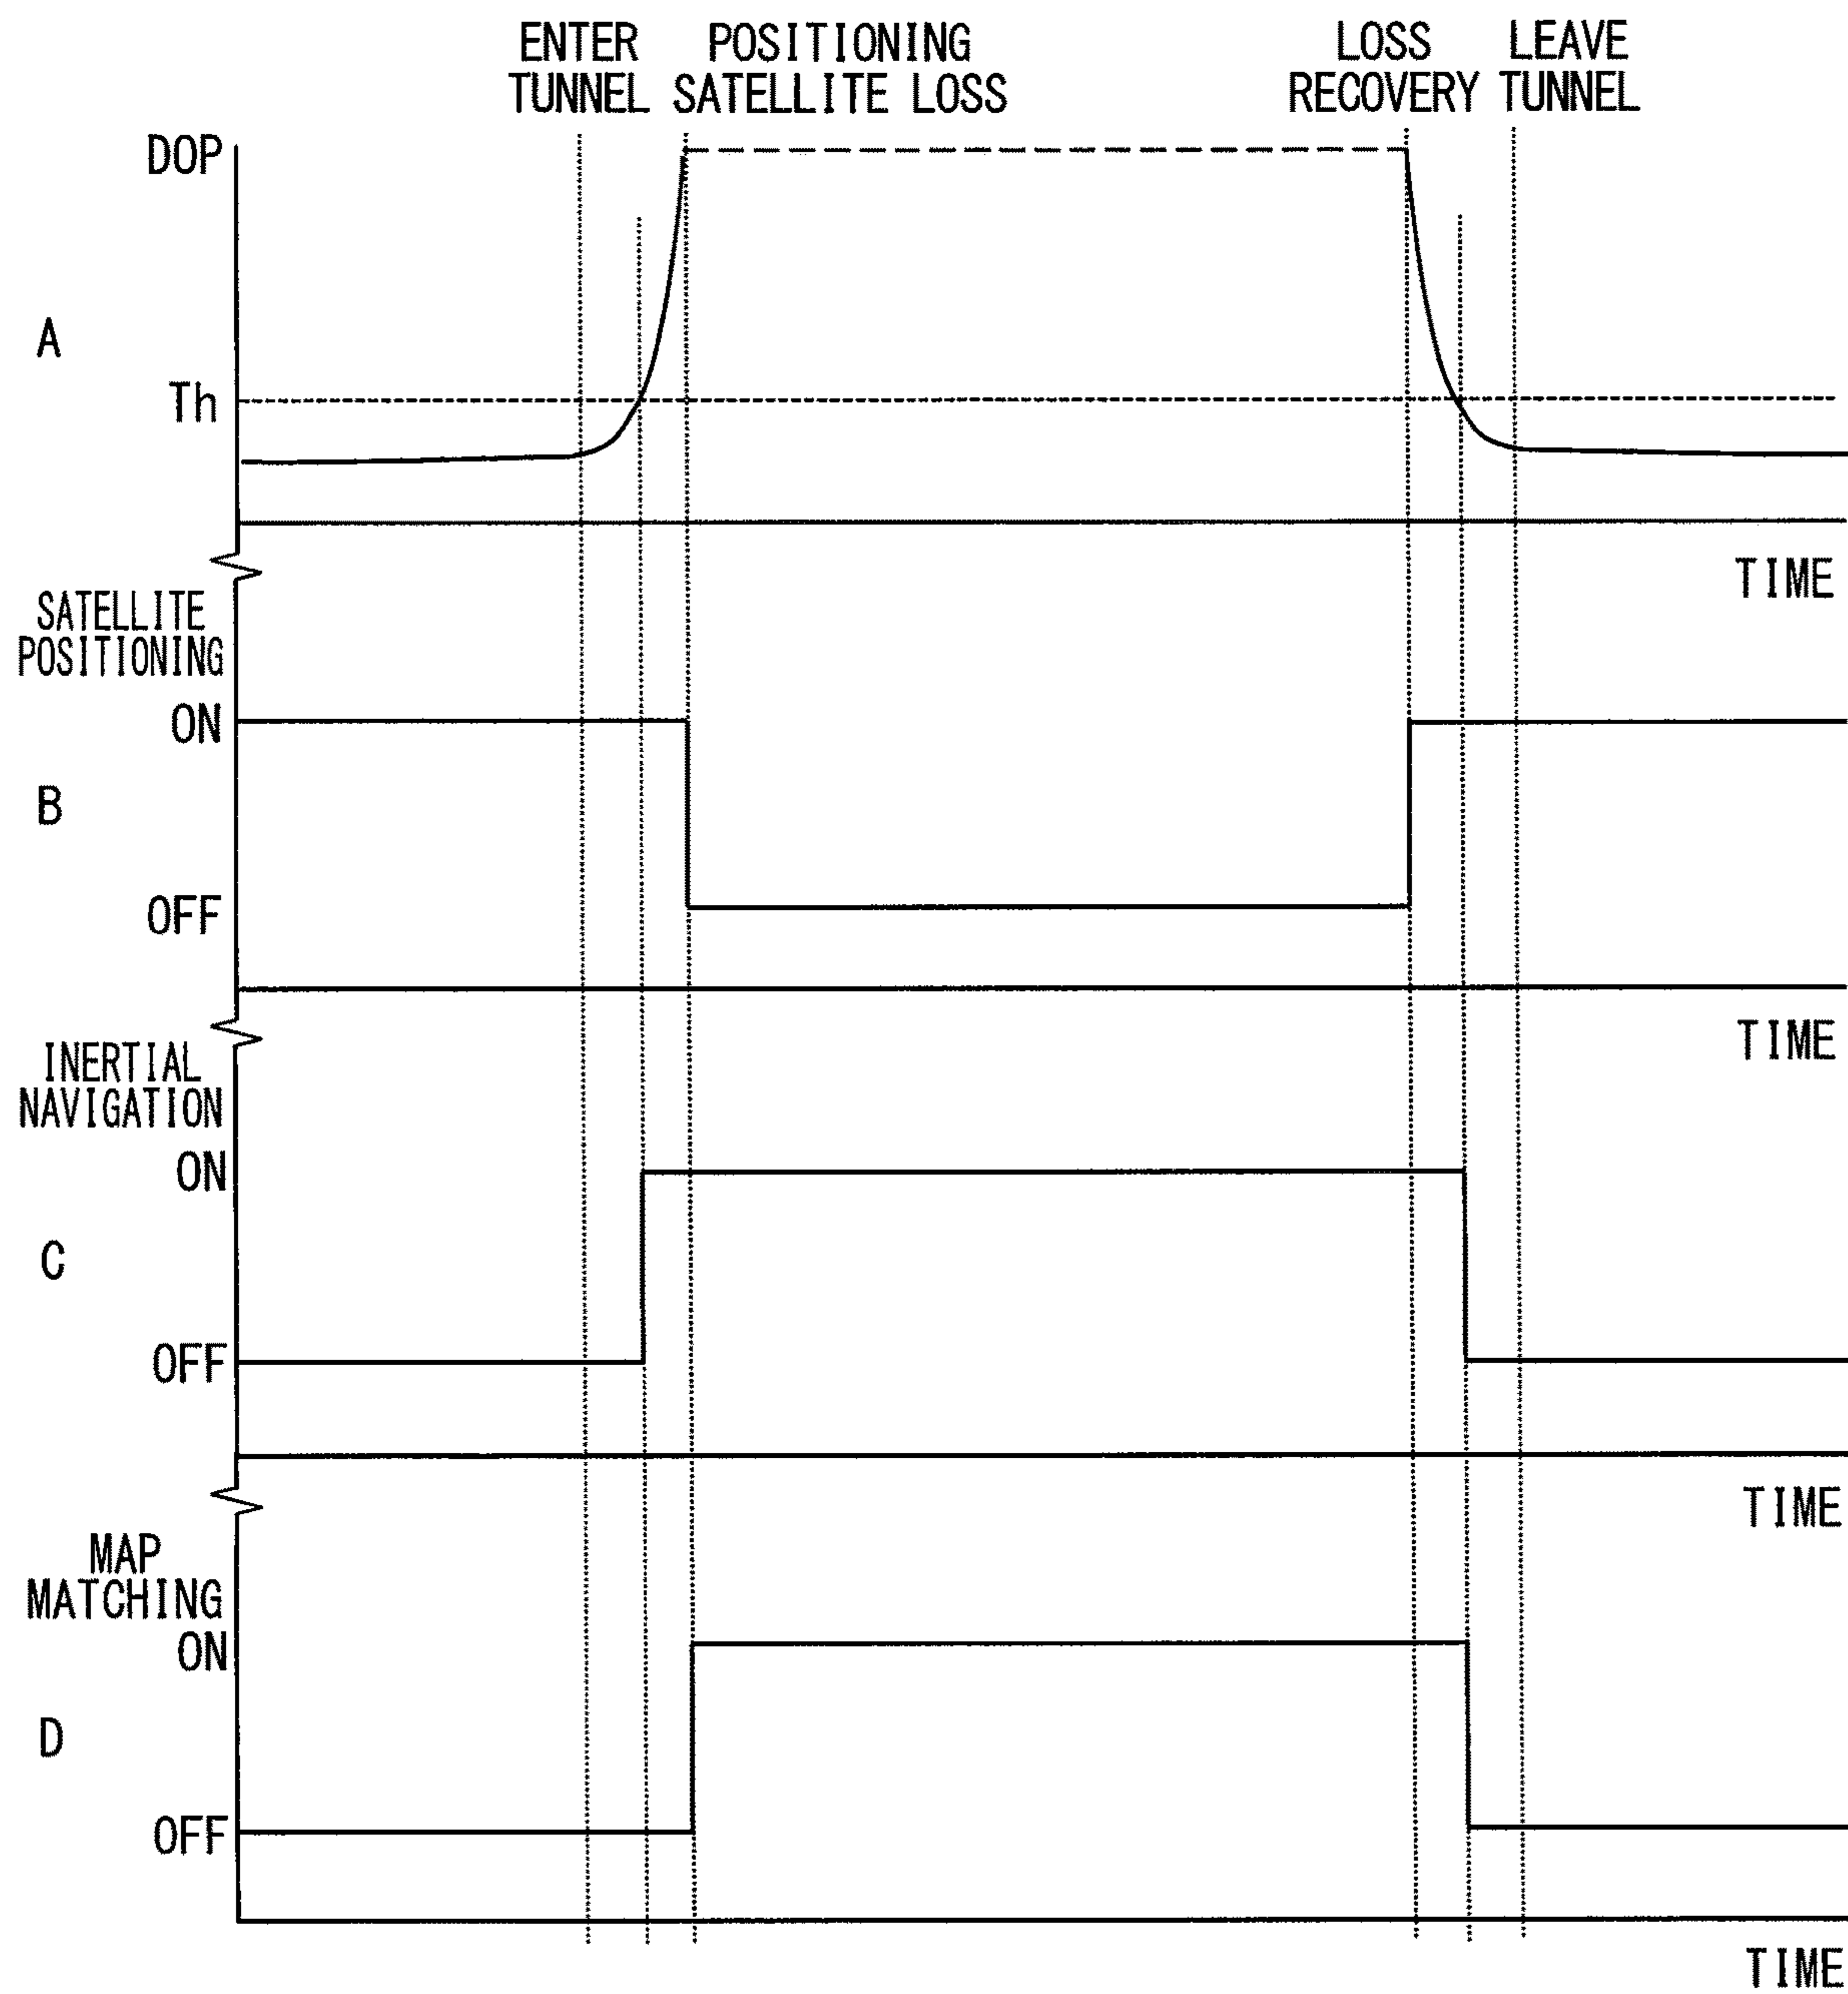 ENTER
TUNNEL
POSITIONING
SATELLITE LOSS
LOSS
RECOVERY
LEAVE
TUNNEL
DOP
A
Th
TIME
SATELLITE
POSITIONING
ON
B
OFF
TIME
INERTIAL
NAVIGATION
ON
C
OFF
TIME
MAP
MATCHING
ON
D
OFF
TIME